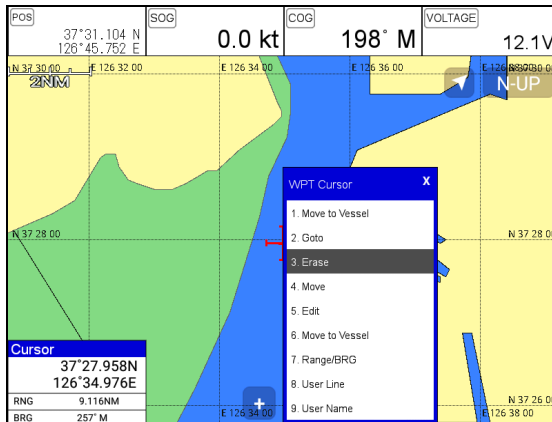 POS
37°31.104 N
126°45.752 E
SOG
0.0 kt
COG
198° M
VOLTAGE
12.1V
N 37 30 00
E 126 32 00
E 126 34 00
E 126 36 00
2NM
N-UP
WPT Cursor
X
1. Move to Vessel
2. Goto
3. Erase
4. Move
5. Edit
6. Move to Vessel
7. Range/BRG
8. User Line
9. User Name
N 37 28 00
N 37 28 00
Cursor
37°27.958N
126°34.976E
RNG 9.116NM
BRG 257° M
+
N 37 26 00
E 126 34 00
E 126 38 00